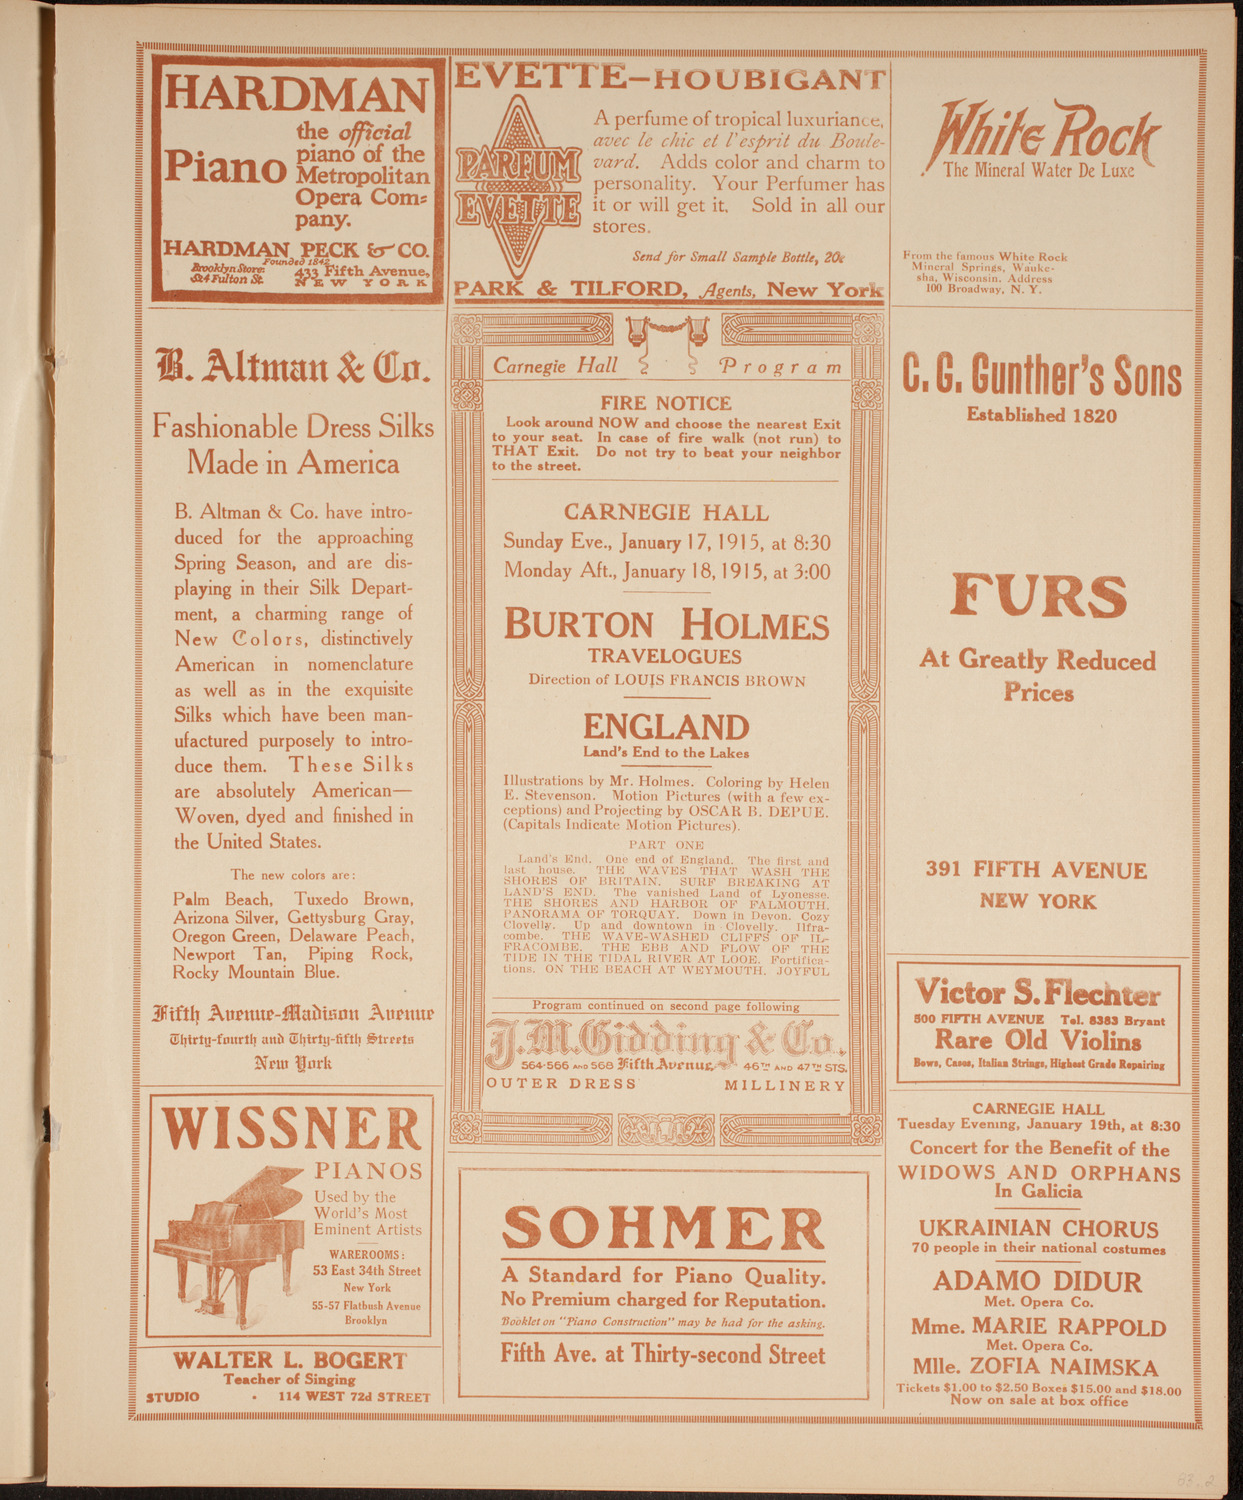 HARDMAN
Piano
the official
piano of the
Metropolitan
Opera Com=
pany.
HARDMAN, PECK & CO.
Founded 1842
Brooklyn Store:
524 Fulton St.
433 Fifth Avenue,
NEW YORK
B. Altman & Co.
Fashionable Dress Silks
Made in America
B. Altman & Co. have intro-
duced for the approaching
Spring Season, and are dis-
playing in their Silk Depart-
ment, a charming range of
New Colors, distinctively
American in nomenclature
as well as in the exquisite
Silks which have been man-
ufactured purposely to intro-
duce them. These Silks
are absolutely American—
Woven, dyed and finished in
the United States.
The new colors are:
Palm Beach, Tuxedo Brown,
Arizona Silver, Gettysburg Gray,
Oregon Green, Delaware Peach,
Newport Tan, Piping Rock,
Rocky Mountain Blue.
Fifth Avenue-Madison Avenue
Thirty-fourth and Thirty-fifth Streets
New York
WISSNER
PIANOS
Used by the
World's Most
Eminent Artists
WAREROOMS:
53 East 34th Street
New York
55-57 Flatbush Avenue
Brooklyn
WALTER L. BOGERT
Teacher of Singing
STUDIO • 114 WEST 72d STREET
EVETTE—HOUBIGANT
PARFUM
EVETTE
A perfume of tropical luxuriance,
avec le chic et l'esprit du Boule-
vard. Adds color and charm to
personality. Your Perfumer has
it or will get it. Sold in all our
stores.
Send for Small Sample Bottle, 20c
PARK & TILFORD, Agents, New York
Carnegie Hall Program
FIRE NOTICE
Look around NOW and choose the nearest Exit
to your seat. In case of fire walk (not run) to
THAT Exit. Do not try to beat your neighbor
to the street.
CARNEGIE HALL
Sunday Eve., January 17, 1915, at 8:30
Monday Aft., January 18, 1915, at 3:00
BURTON HOLMES
TRAVELOGUES
Direction of LOUIS FRANCIS BROWN
ENGLAND
Land's End to the Lakes
Illustrations by Mr. Holmes. Coloring by Helen
E. Stevenson. Motion Pictures (with a few ex-
ceptions) and Projecting by OSCAR B. DEPUE.
(Capitals Indicate Motion Pictures).
PART ONE
Land's End. One end of England. The first and
last house. THE WAVES THAT WASH THE
SHORES OF BRITAIN. SURF BREAKING AT
LAND'S END. The vanished Land of Lyonesse.
THE SHORES AND HARBOR OF FALMOUTH.
PANORAMA OF TORQUAY. Down in Devon. Cozy
Clovelly. Up and downtown in Clovelly. Ilfra-
combe. THE WAVE-WASHED CLIFFS OF IL-
FRACOMBE. THE EBB AND FLOW OF THE
TIDE IN THE TIDAL RIVER AT LOOE. Fortifica-
tions. ON THE BEACH AT WEYMOUTH. JOYFUL
Program continued on second page following
J.M.Gidding & Co.
564-566 AND 568 Fifth Avenue 46TH AND 47TH STS.
OUTER DRESS MILLINERY
SOHMER
A Standard for Piano Quality.
No Premium charged for Reputation.
Booklet on "Piano Construction" may be had for the asking.
Fifth Ave. at Thirty-second Street
White Rock
The Mineral Water De Luxe
From the famous White Rock
Mineral Springs, Wauke-
sha, Wisconsin. Address
100 Broadway, N. Y.
C. G. Gunther's Sons
Established 1820
FURS
At Greatly Reduced
Prices
391 FIFTH AVENUE
NEW YORK
Victor S. Flechter
500 FIFTH AVENUE Tel. 8383 Bryant
Rare Old Violins
Bows, Cases, Italian Strings, Highest Grade Repairing
CARNEGIE HALL
Tuesday Evening, January 19th, at 8:30
Concert for the Benefit of the
WIDOWS AND ORPHANS
In Galicia
UKRAINIAN CHORUS
70 people in their national costumes
ADAMO DIDUR
Met. Opera Co.
Mme. MARIE RAPPOLD
Met. Opera Co.
Mlle. ZOFIA NAIMSKA
Tickets $1.00 to $2.50 Boxes $15.00 and $18.00
Now on sale at box office